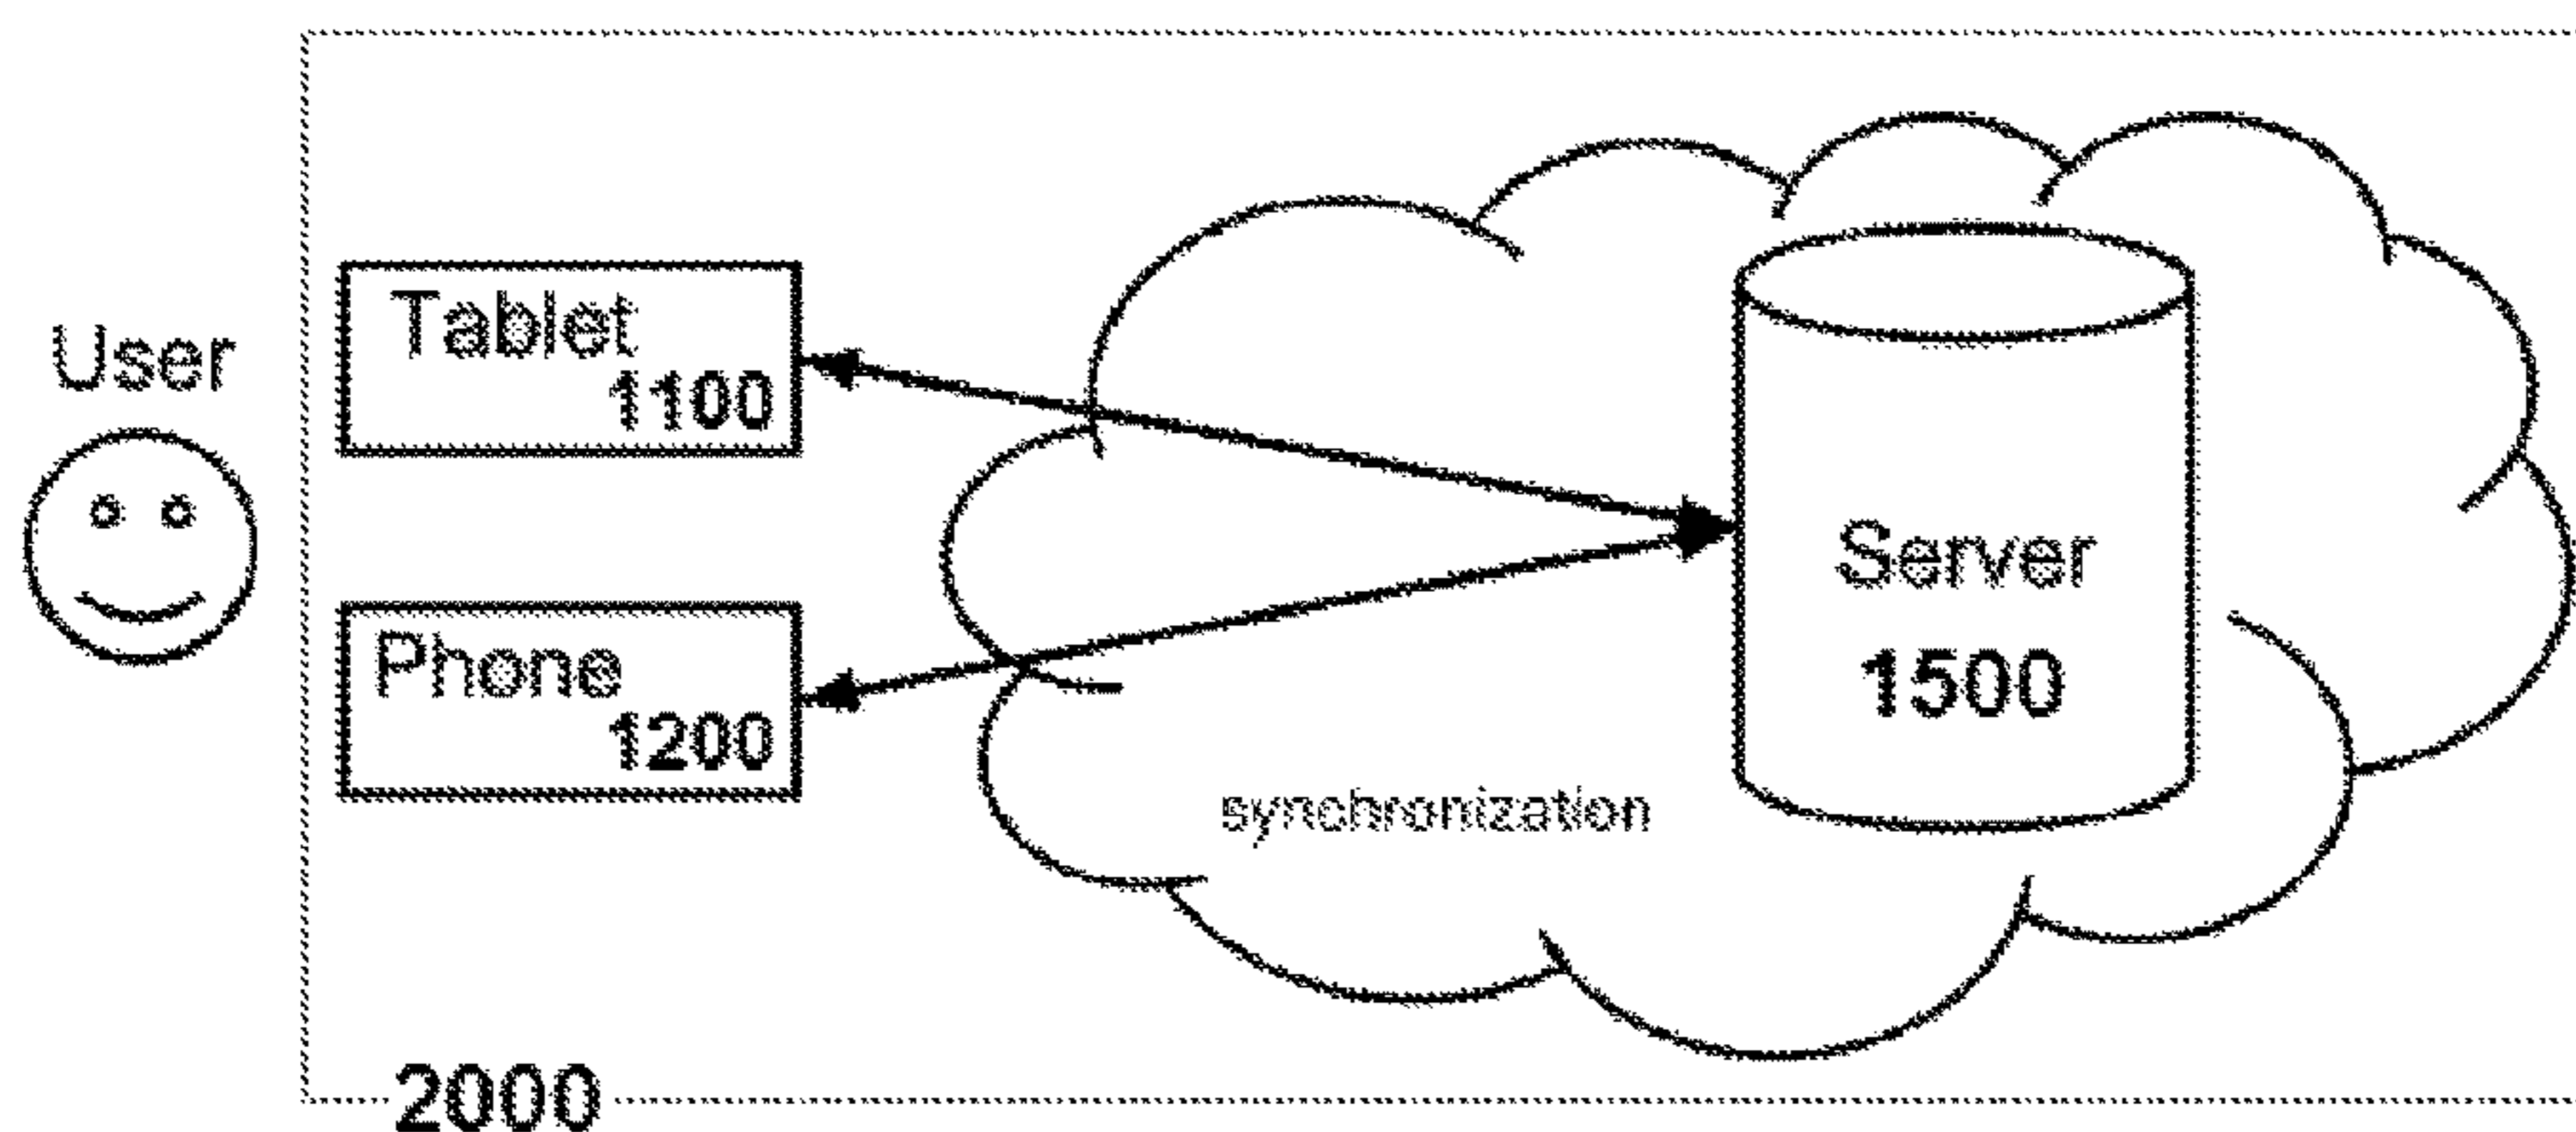 User
Tablet
1100
Phone
1200
Server
1500
synchronization
2000